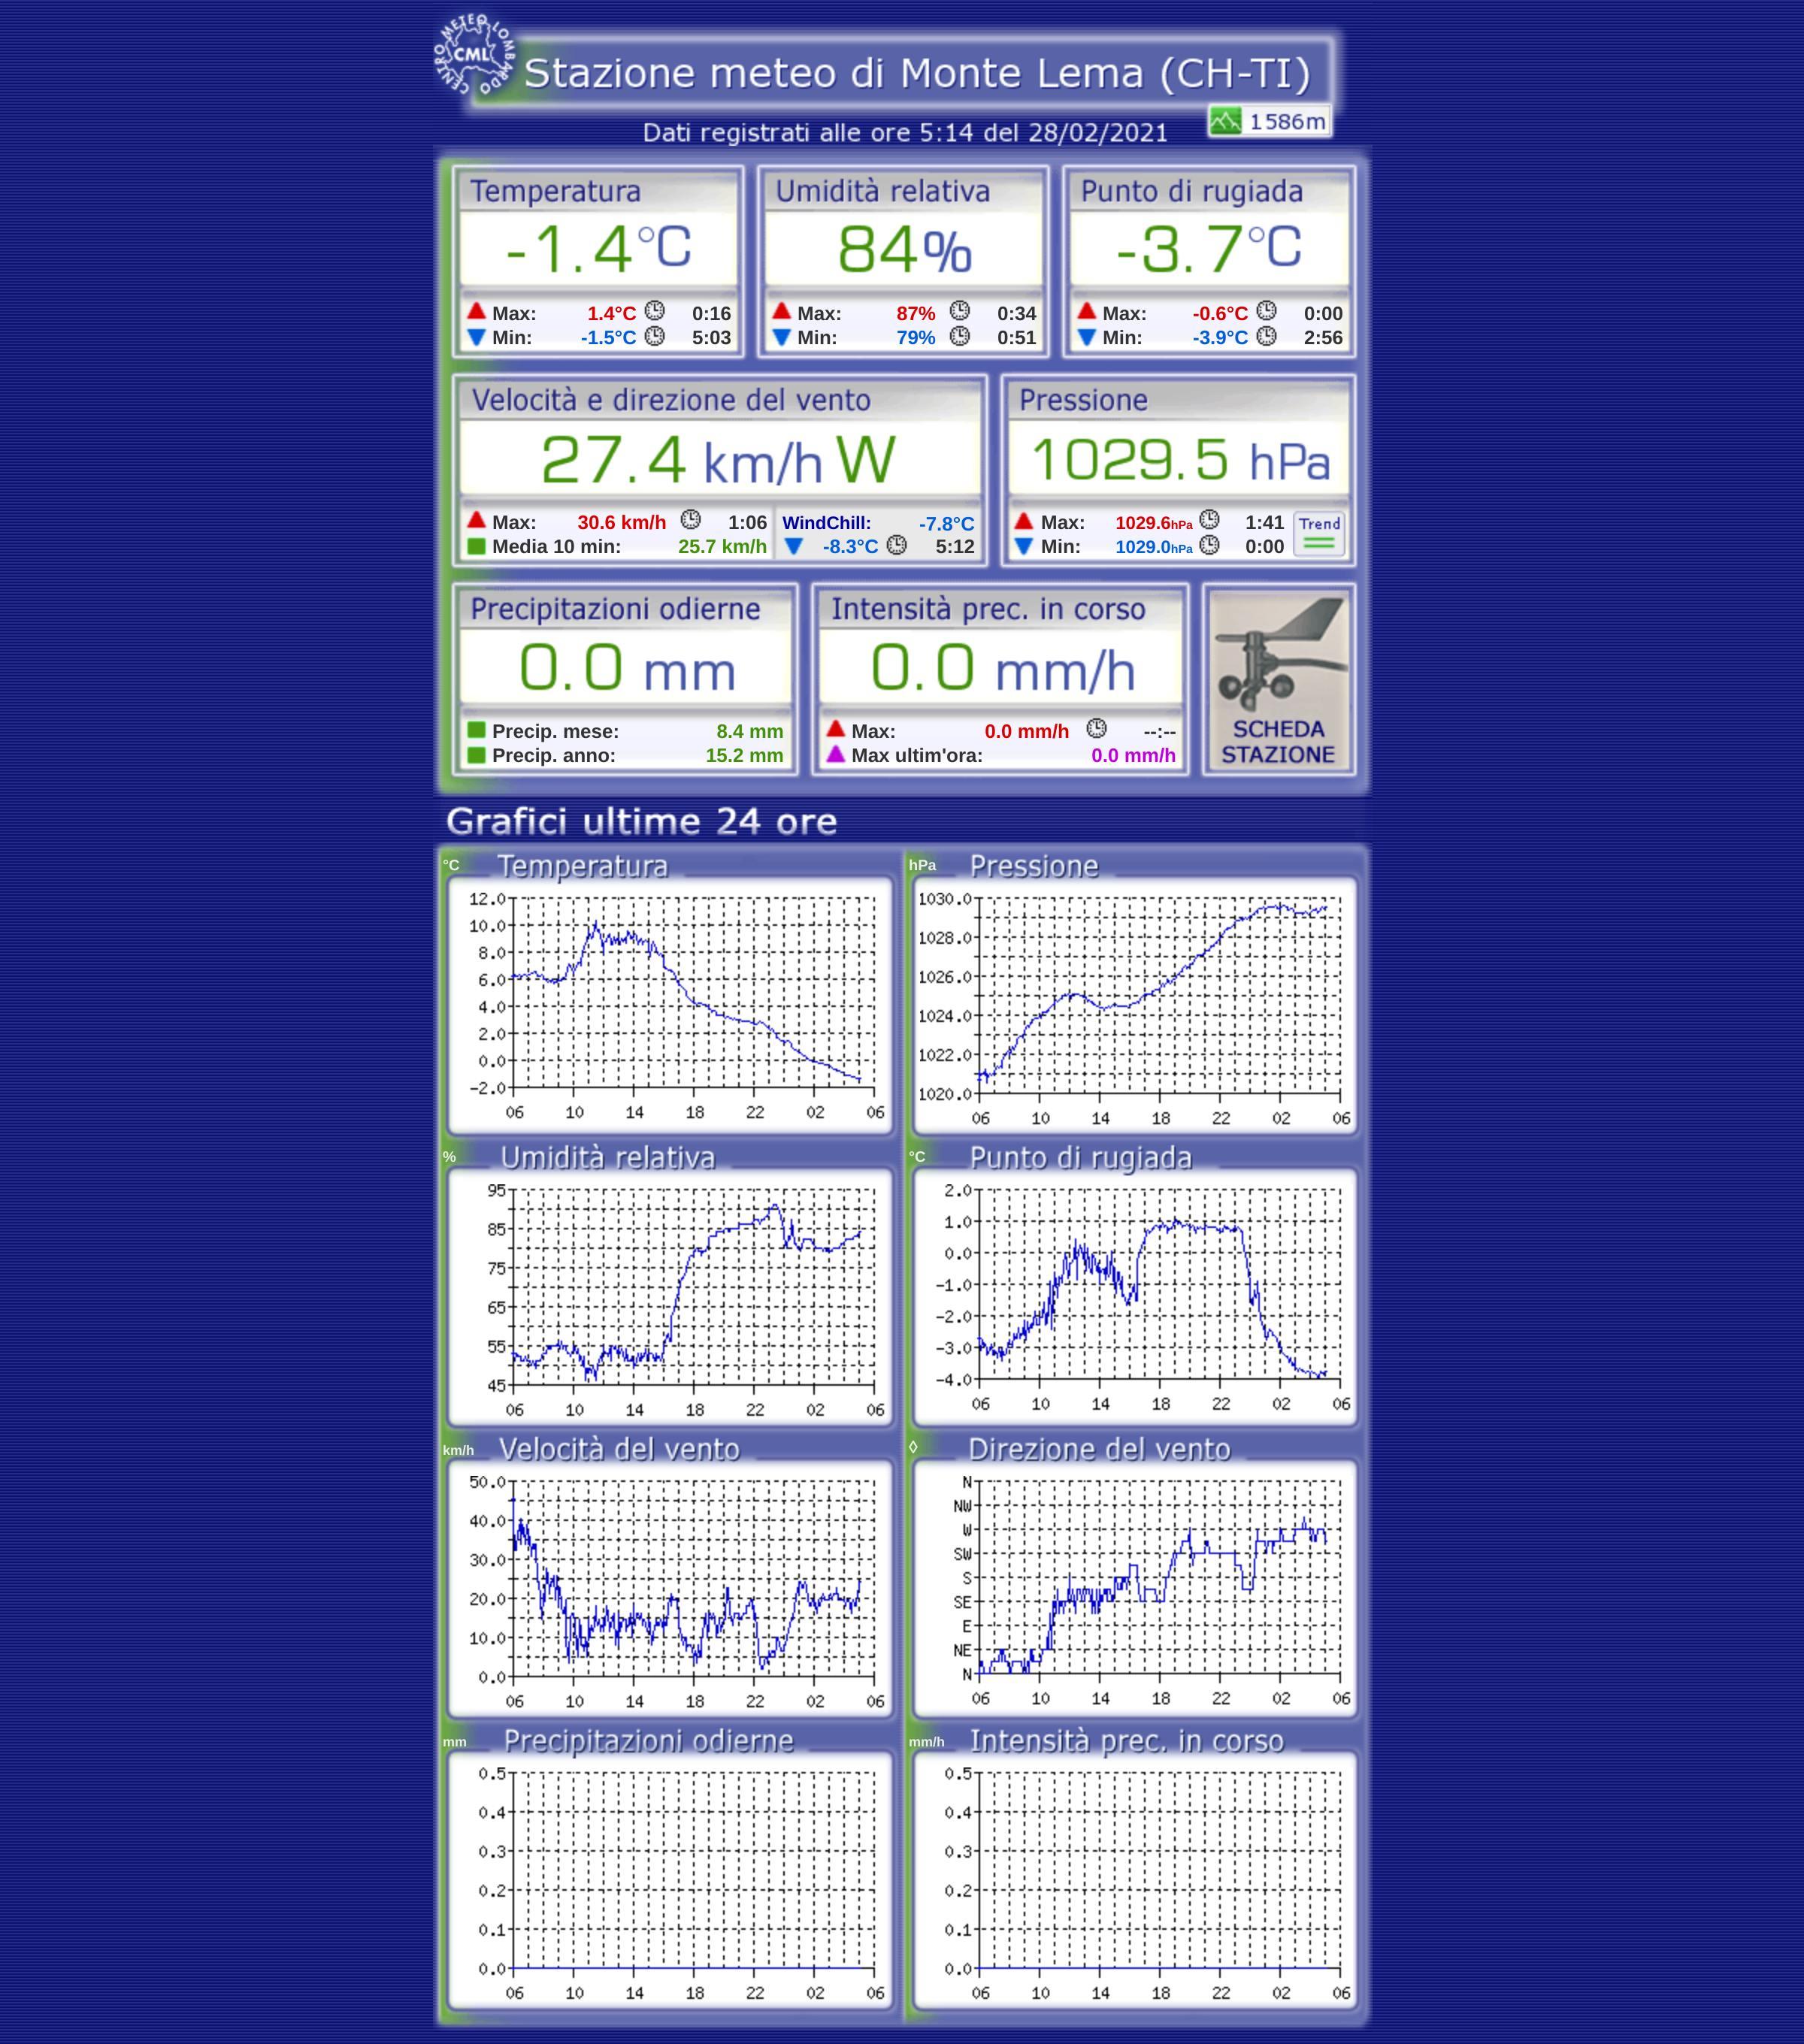 CENTRO METEO LOMBARDO
CML
Stazione meteo di Monte Lema (CH-TI)
1586m
Dati registrati alle ore 5:14 del 28/02/2021
Temperatura
-1.4°C
Max: 1.4°C 0:16
Min: -1.5°C 5:03
Umidità relativa
84%
Max: 87% 0:34
Min: 79% 0:51
Punto di rugiada
-3.7°C
Max: -0.6°C 0:00
Min: -3.9°C 2:56
Velocità e direzione del vento
27.4 km/h W
Max: 30.6 km/h 1:06
Media 10 min: 25.7 km/h
WindChill: -7.8°C
-8.3°C 5:12
Pressione
1029.5 hPa
Max: 1029.6hPa 1:41
Min: 1029.0hPa 0:00
Trend
Precipitazioni odierne
0.0 mm
Precip. mese: 8.4 mm
Precip. anno: 15.2 mm
Intensità prec. in corso
0.0 mm/h
Max: 0.0 mm/h --:--
Max ultim'ora: 0.0 mm/h
SCHEDA
STAZIONE
Grafici ultime 24 ore
°C Temperatura
12.0
10.0
8.0
6.0
4.0
2.0
0.0
-2.0
06 10 14 18 22 02 06
hPa Pressione
1030.0
1028.0
1026.0
1024.0
1022.0
1020.0
06 10 14 18 22 02 06
% Umidità relativa
95
85
75
65
55
45
06 10 14 18 22 02 06
°C Punto di rugiada
2.0
1.0
0.0
-1.0
-2.0
-3.0
-4.0
06 10 14 18 22 02 06
km/h Velocità del vento
50.0
40.0
30.0
20.0
10.0
0.0
06 10 14 18 22 02 06
◊ Direzione del vento
N
NW
W
SW
S
SE
E
NE
N
06 10 14 18 22 02 06
mm Precipitazioni odierne
0.5
0.4
0.3
0.2
0.1
0.0
06 10 14 18 22 02 06
mm/h Intensità prec. in corso
0.5
0.4
0.3
0.2
0.1
0.0
06 10 14 18 22 02 06